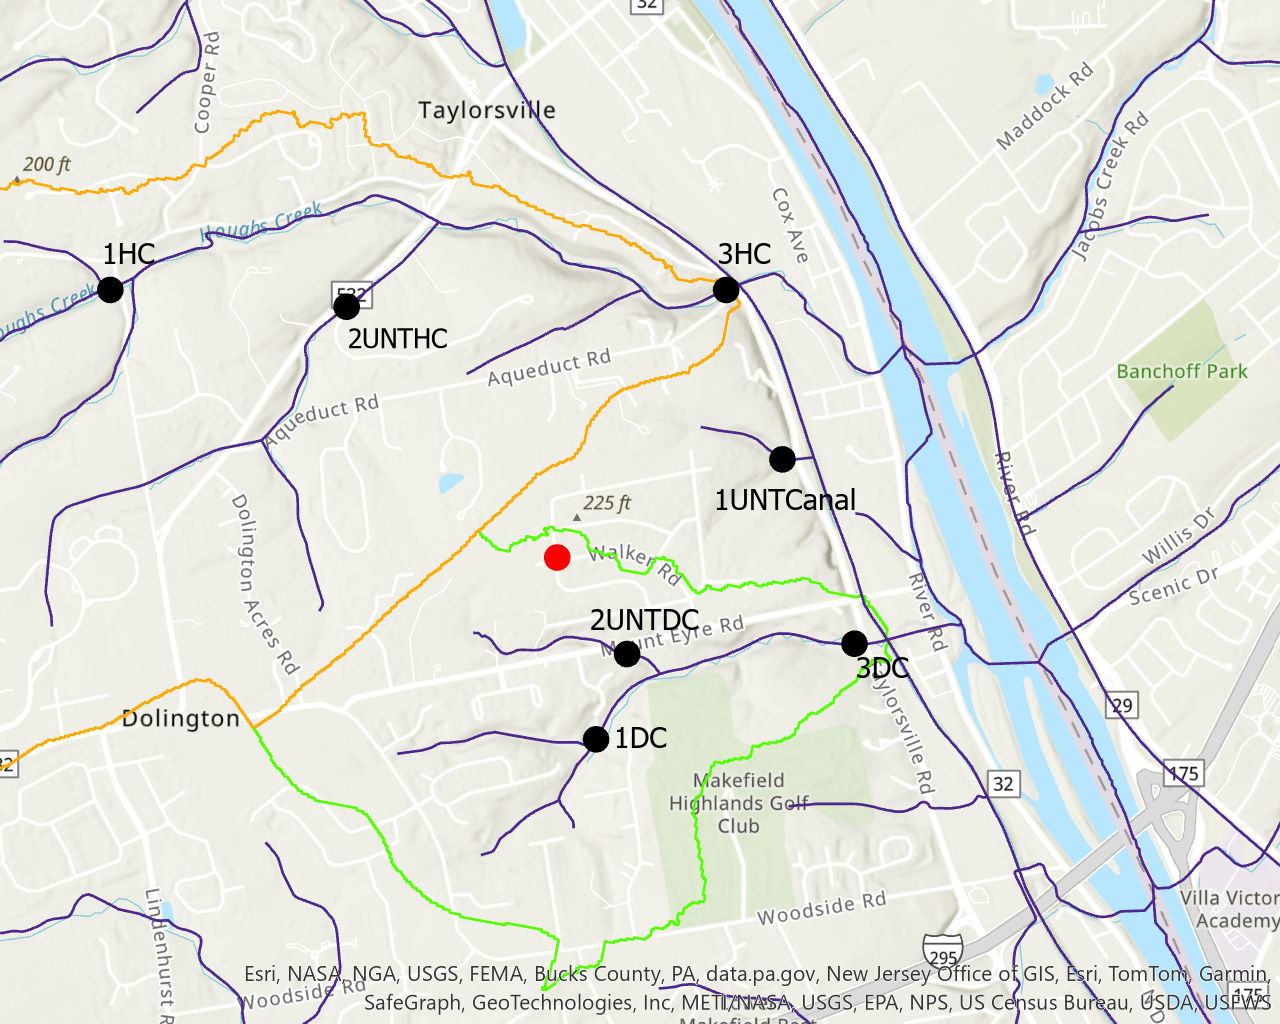 32
Cooper Rd
Taylorsville
Maddock Rd
Jacobs Creek Rd
200 ft
Houghs Creek
Cox Ave
1HC
3HC
532
2UNTHC
Aqueduct Rd
Banchoff Park
Aqueduct Rd
River Rd
1UNTCanal
225 ft
Dolington Acres Rd
Walker Rd
Willis Dr
Scenic Dr
River Rd
2UNTDC
Mount Eyre Rd
3DC
Taylorsville Rd
Dolington
1DC
29
175
32
Makefield
Highlands Golf
Club
Lindenhurst R
Woodside Rd
Villa Victor
Academy
295
Woodside Rd
Esri, NASA, NGA, USGS, FEMA, Bucks County, PA, data.pa.gov, New Jersey Office of GIS, Esri, TomTom, Garmin,
SafeGraph, GeoTechnologies, Inc, METI/NASA, USGS, EPA, NPS, US Census Bureau, USDA, USFWS
175